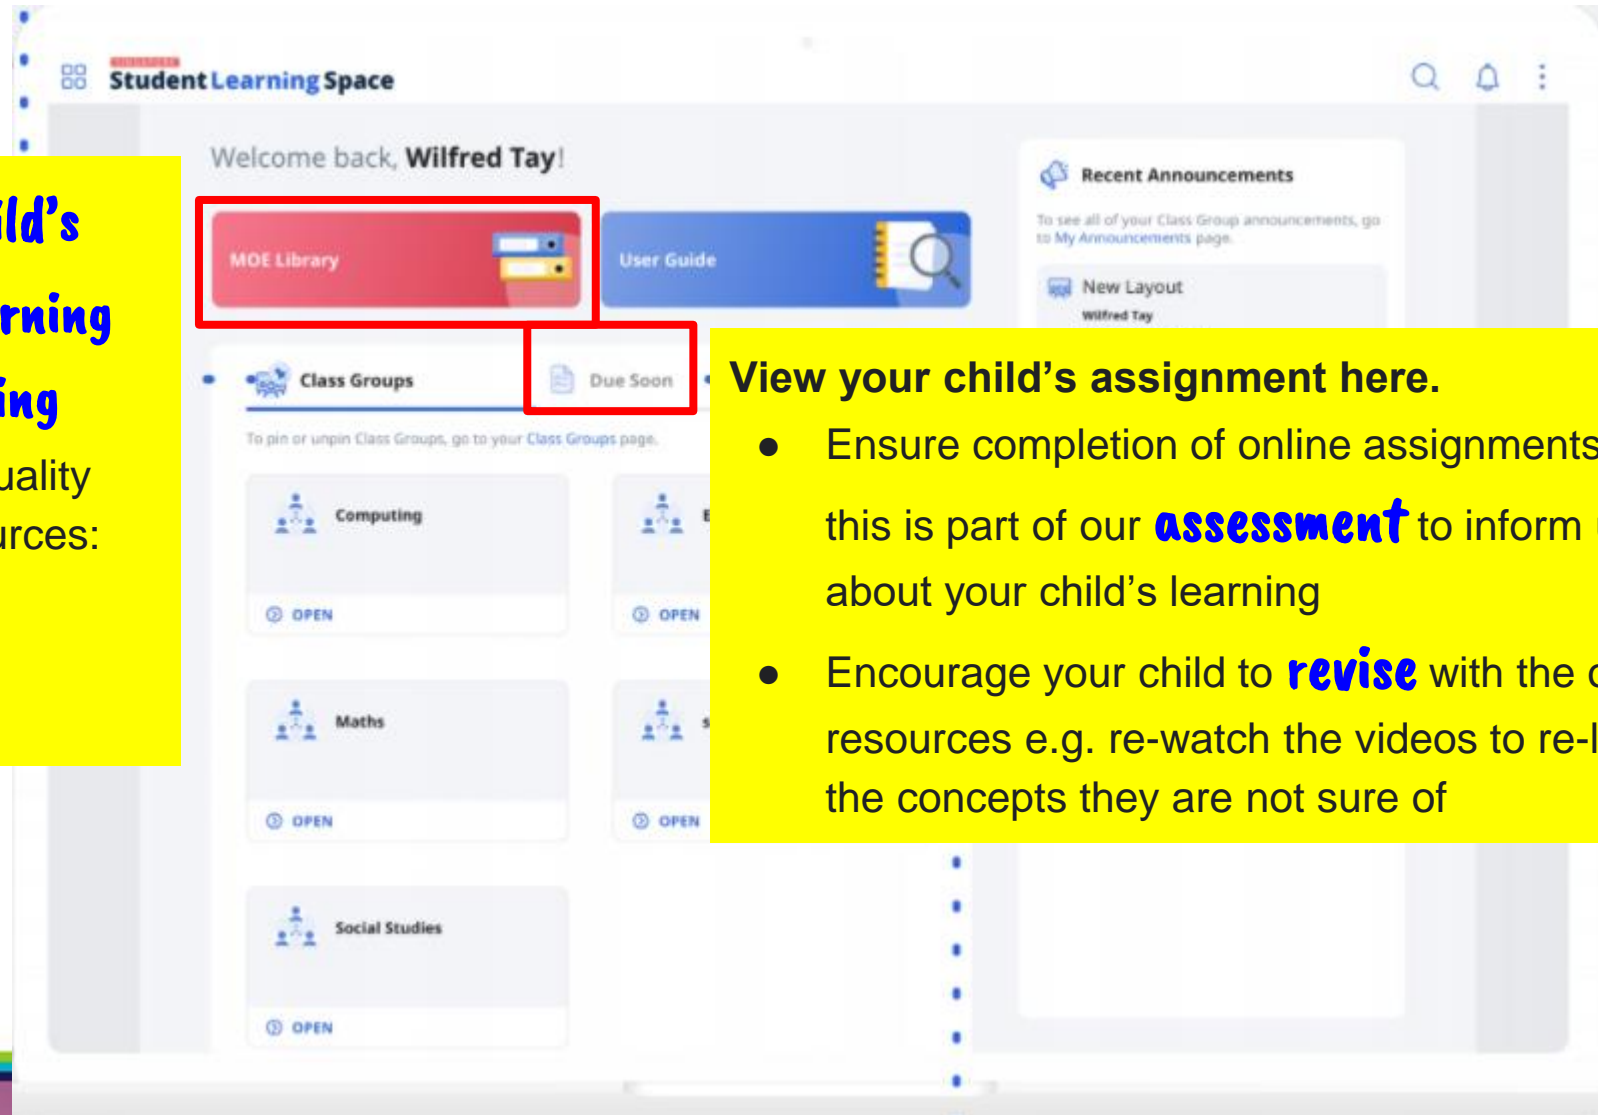 SINGAPORE
Student Learning Space
Welcome back, Wilfred Tay!
MOE Library
User Guide
Recent Announcements
To see all of your Class Group announcements, go
to My Announcements page.
New Layout
Wilfred Tay
ild's
rning
ing
uality
urces:
Class Groups
Due Soon
To pin or unpin Class Groups, go to your Class Groups page.
Computing
E
OPEN
OPEN
Maths
s
OPEN
OPEN
Social Studies
OPEN
View your child's assignment here.
● Ensure completion of online assignments
this is part of our assessment to inform
about your child's learning
● Encourage your child to revise with the
resources e.g. re-watch the videos to re-l
the concepts they are not sure of